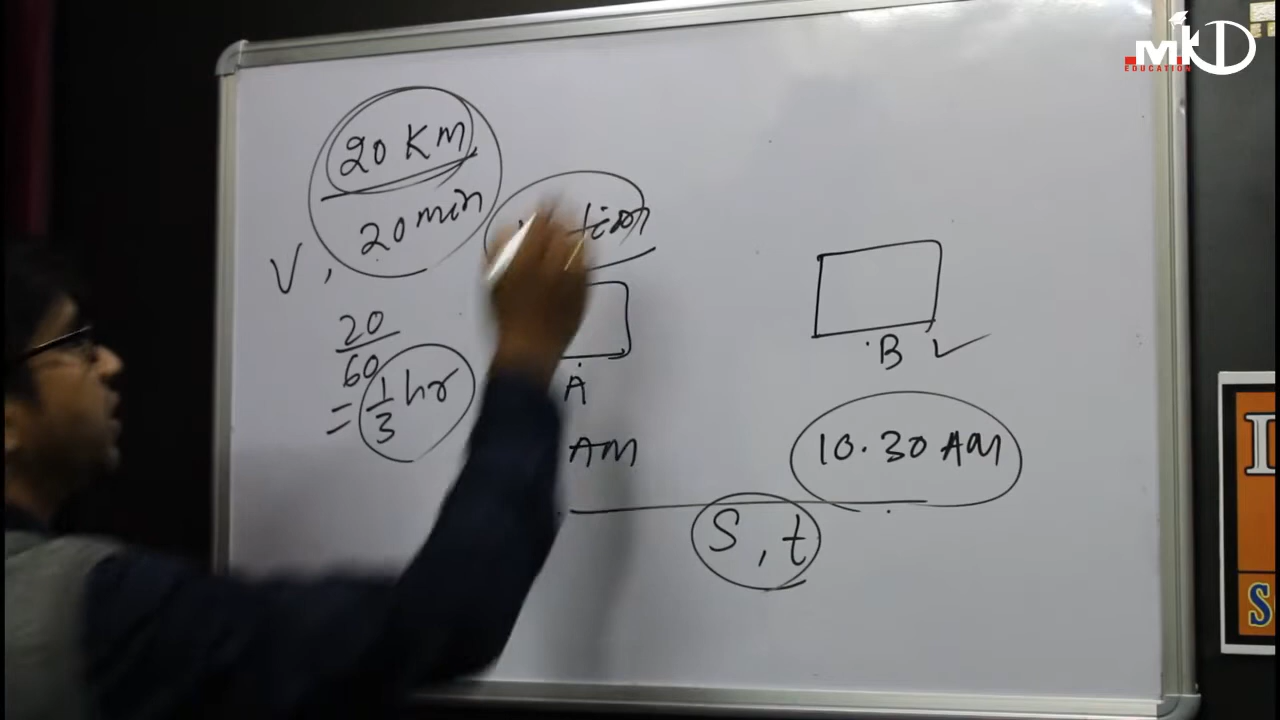 .MKD
EDUCATION
20 Km
20 min
V,
20
60
= 1/3 hr
A
B ✓
AM
10.30 AM
S, t
S